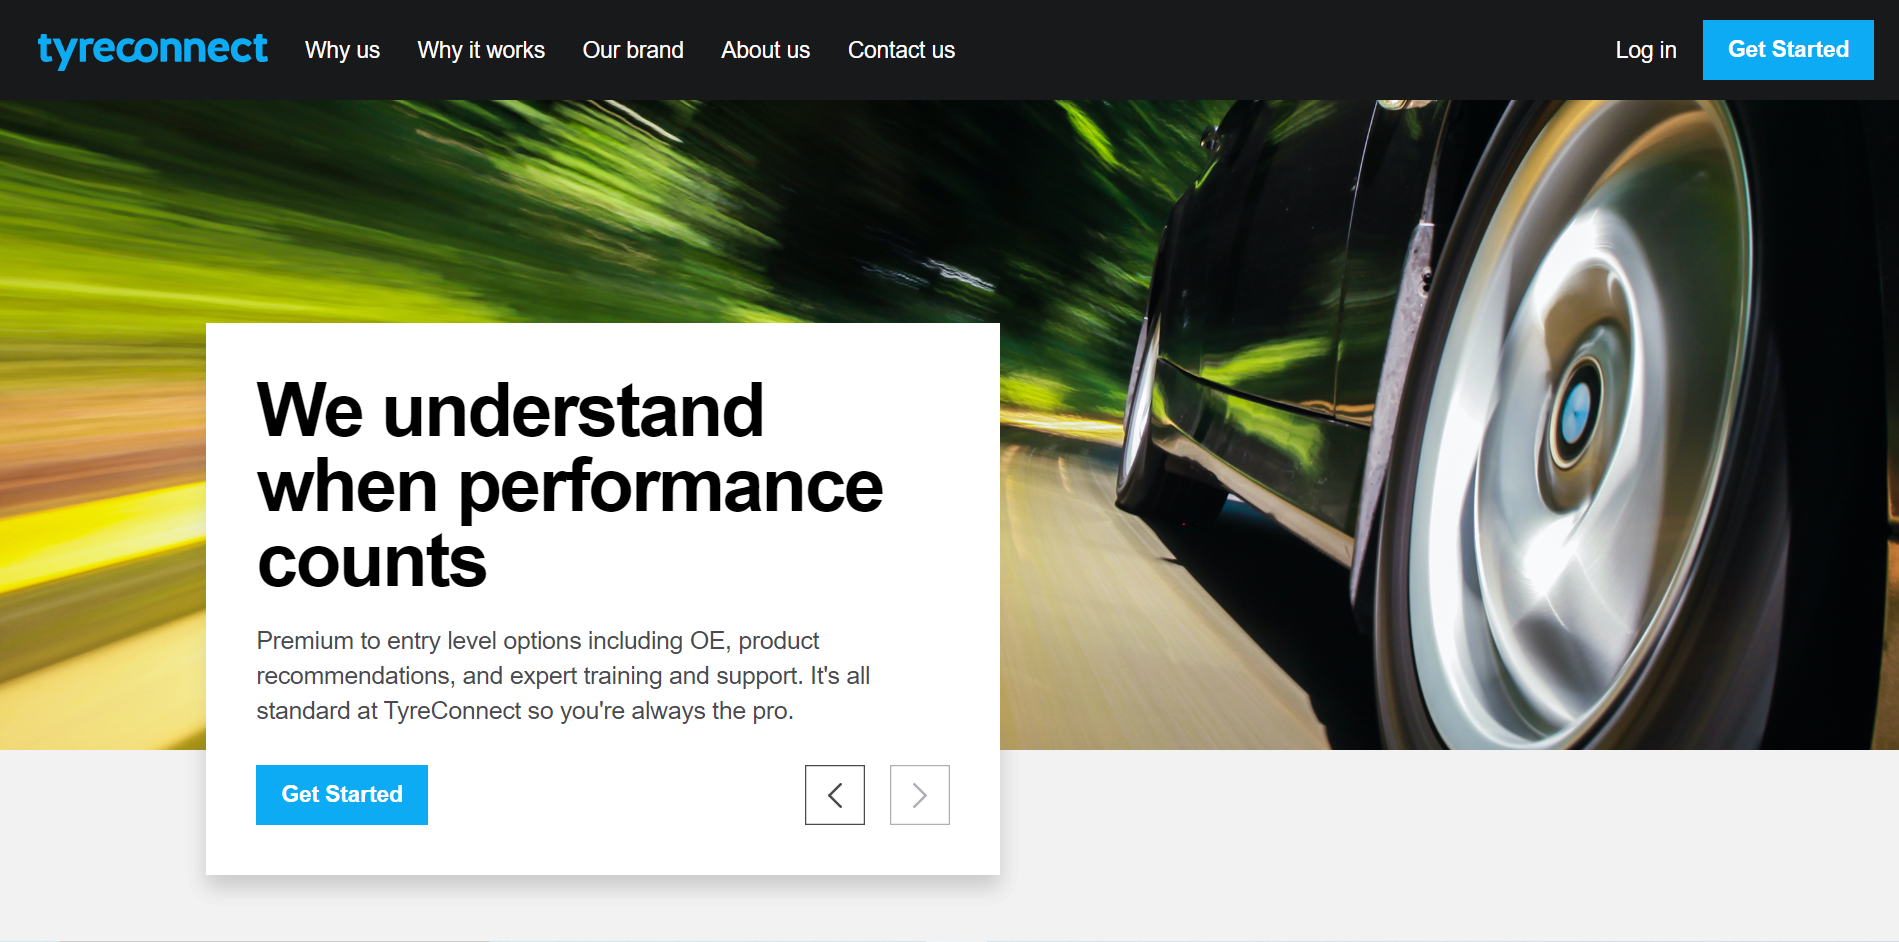 tyreconnect
Why us
Why it works
Our brand
About us
Contact us
Log in
Get Started
We understand
when performance
counts
Premium to entry level options including OE, product
recommendations, and expert training and support. It's all
standard at TyreConnect so you're always the pro.
Get Started